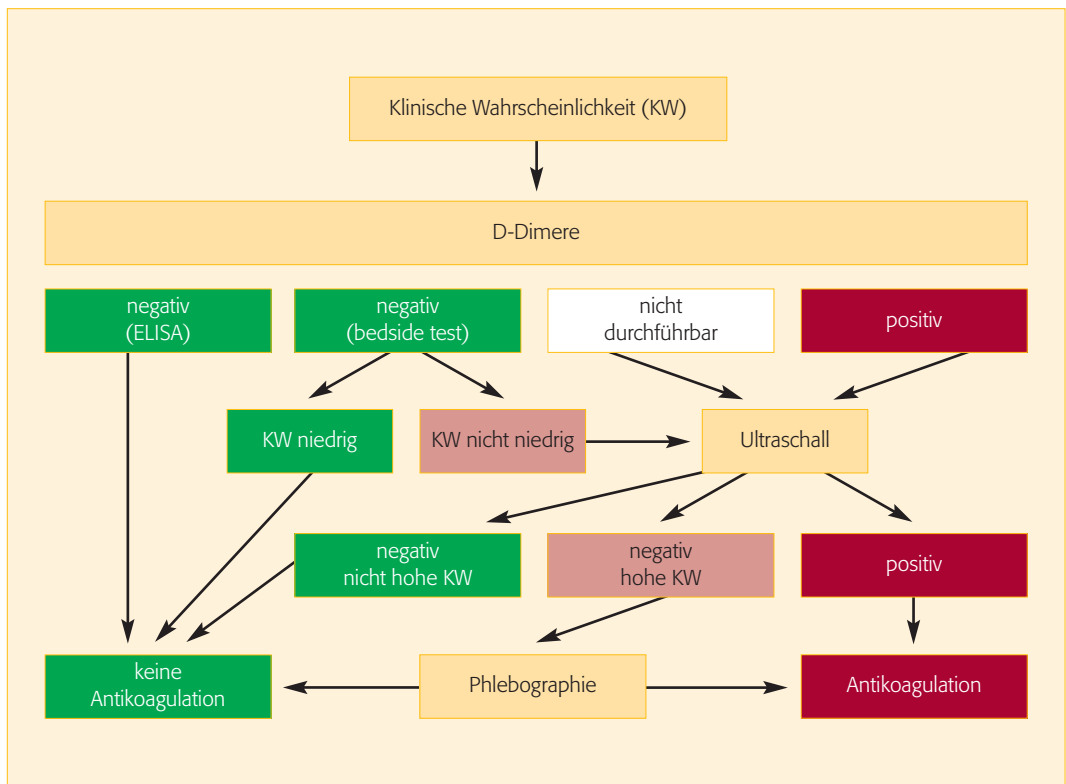 Klinische Wahrscheinlichkeit (KW)
D-Dimere
negativ
(ELISA)
negativ
(bedside test)
nicht
durchführbar
positiv
KW niedrig
KW nicht niedrig
Ultraschall
negativ
nicht hohe KW
negativ
hohe KW
positiv
keine
Antikoagulation
Phlebographie
Antikoagulation